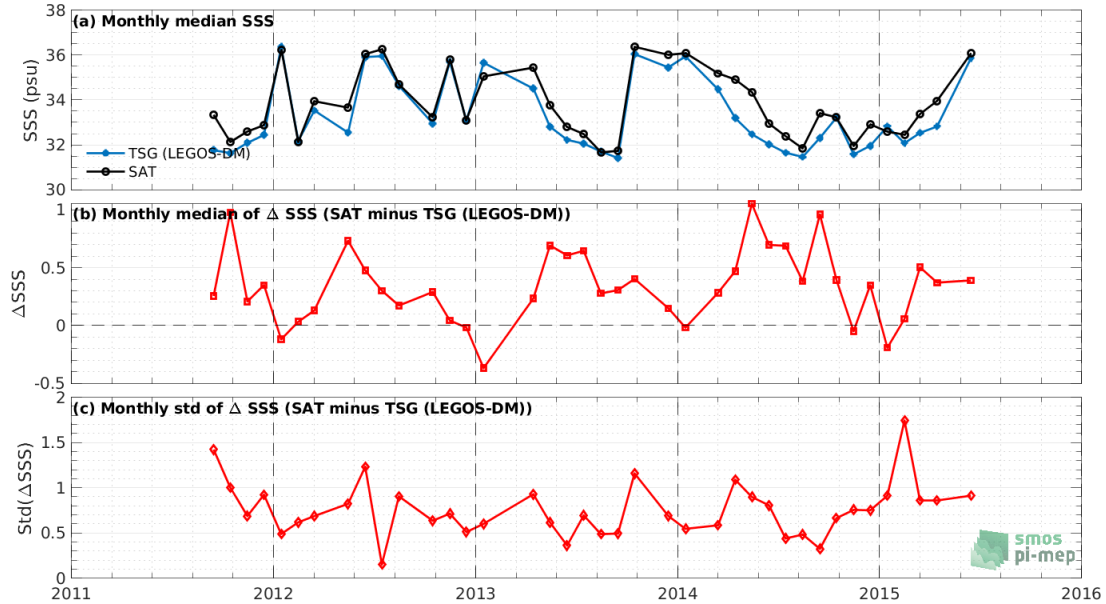 (a) Monthly median SSS
38
36
34
32
30
SSS (psu)
TSG (LEGOS-DM)
SAT
(b) Monthly median of Δ SSS (SAT minus TSG (LEGOS-DM))
1
0.5
0
-0.5
ΔSSS
(c) Monthly std of Δ SSS (SAT minus TSG (LEGOS-DM))
2
1.5
1
0.5
0
Std(ΔSSS)
smos
pi-mep
2011 2012 2013 2014 2015 2016